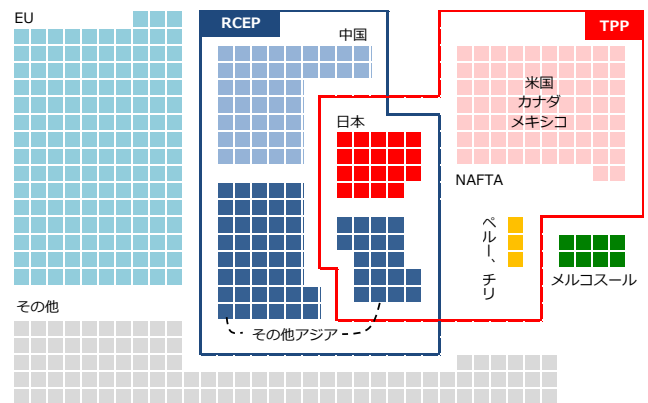 EU
RCEP
TPP
中国
米国
カナダ
メキシコ
日本
NAFTA
ペルー、チリ
メルコスール
その他
その他アジア